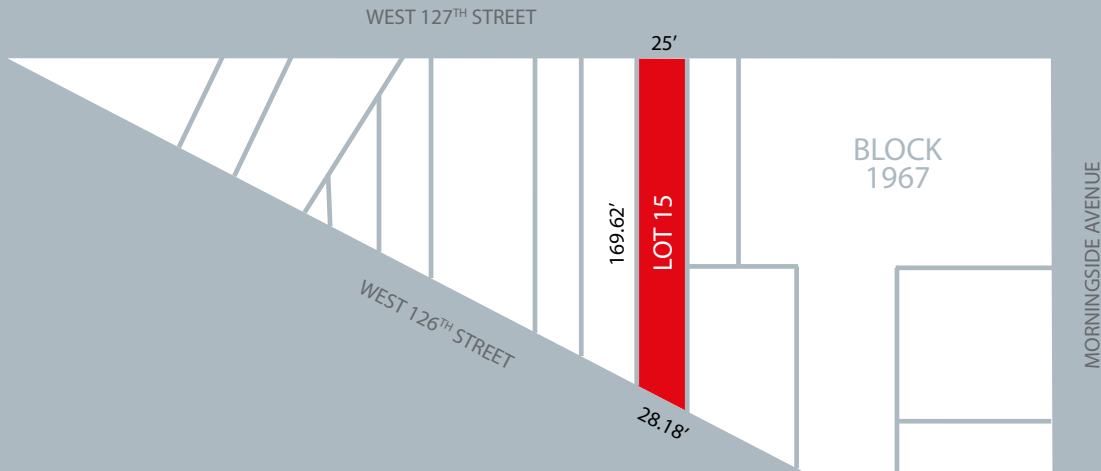 WEST 127TH STREET
25’
BLOCK
1967
169.62’
LOT 15
MORNINGSIDE AVENUE
WEST 126TH STREET
28.18’